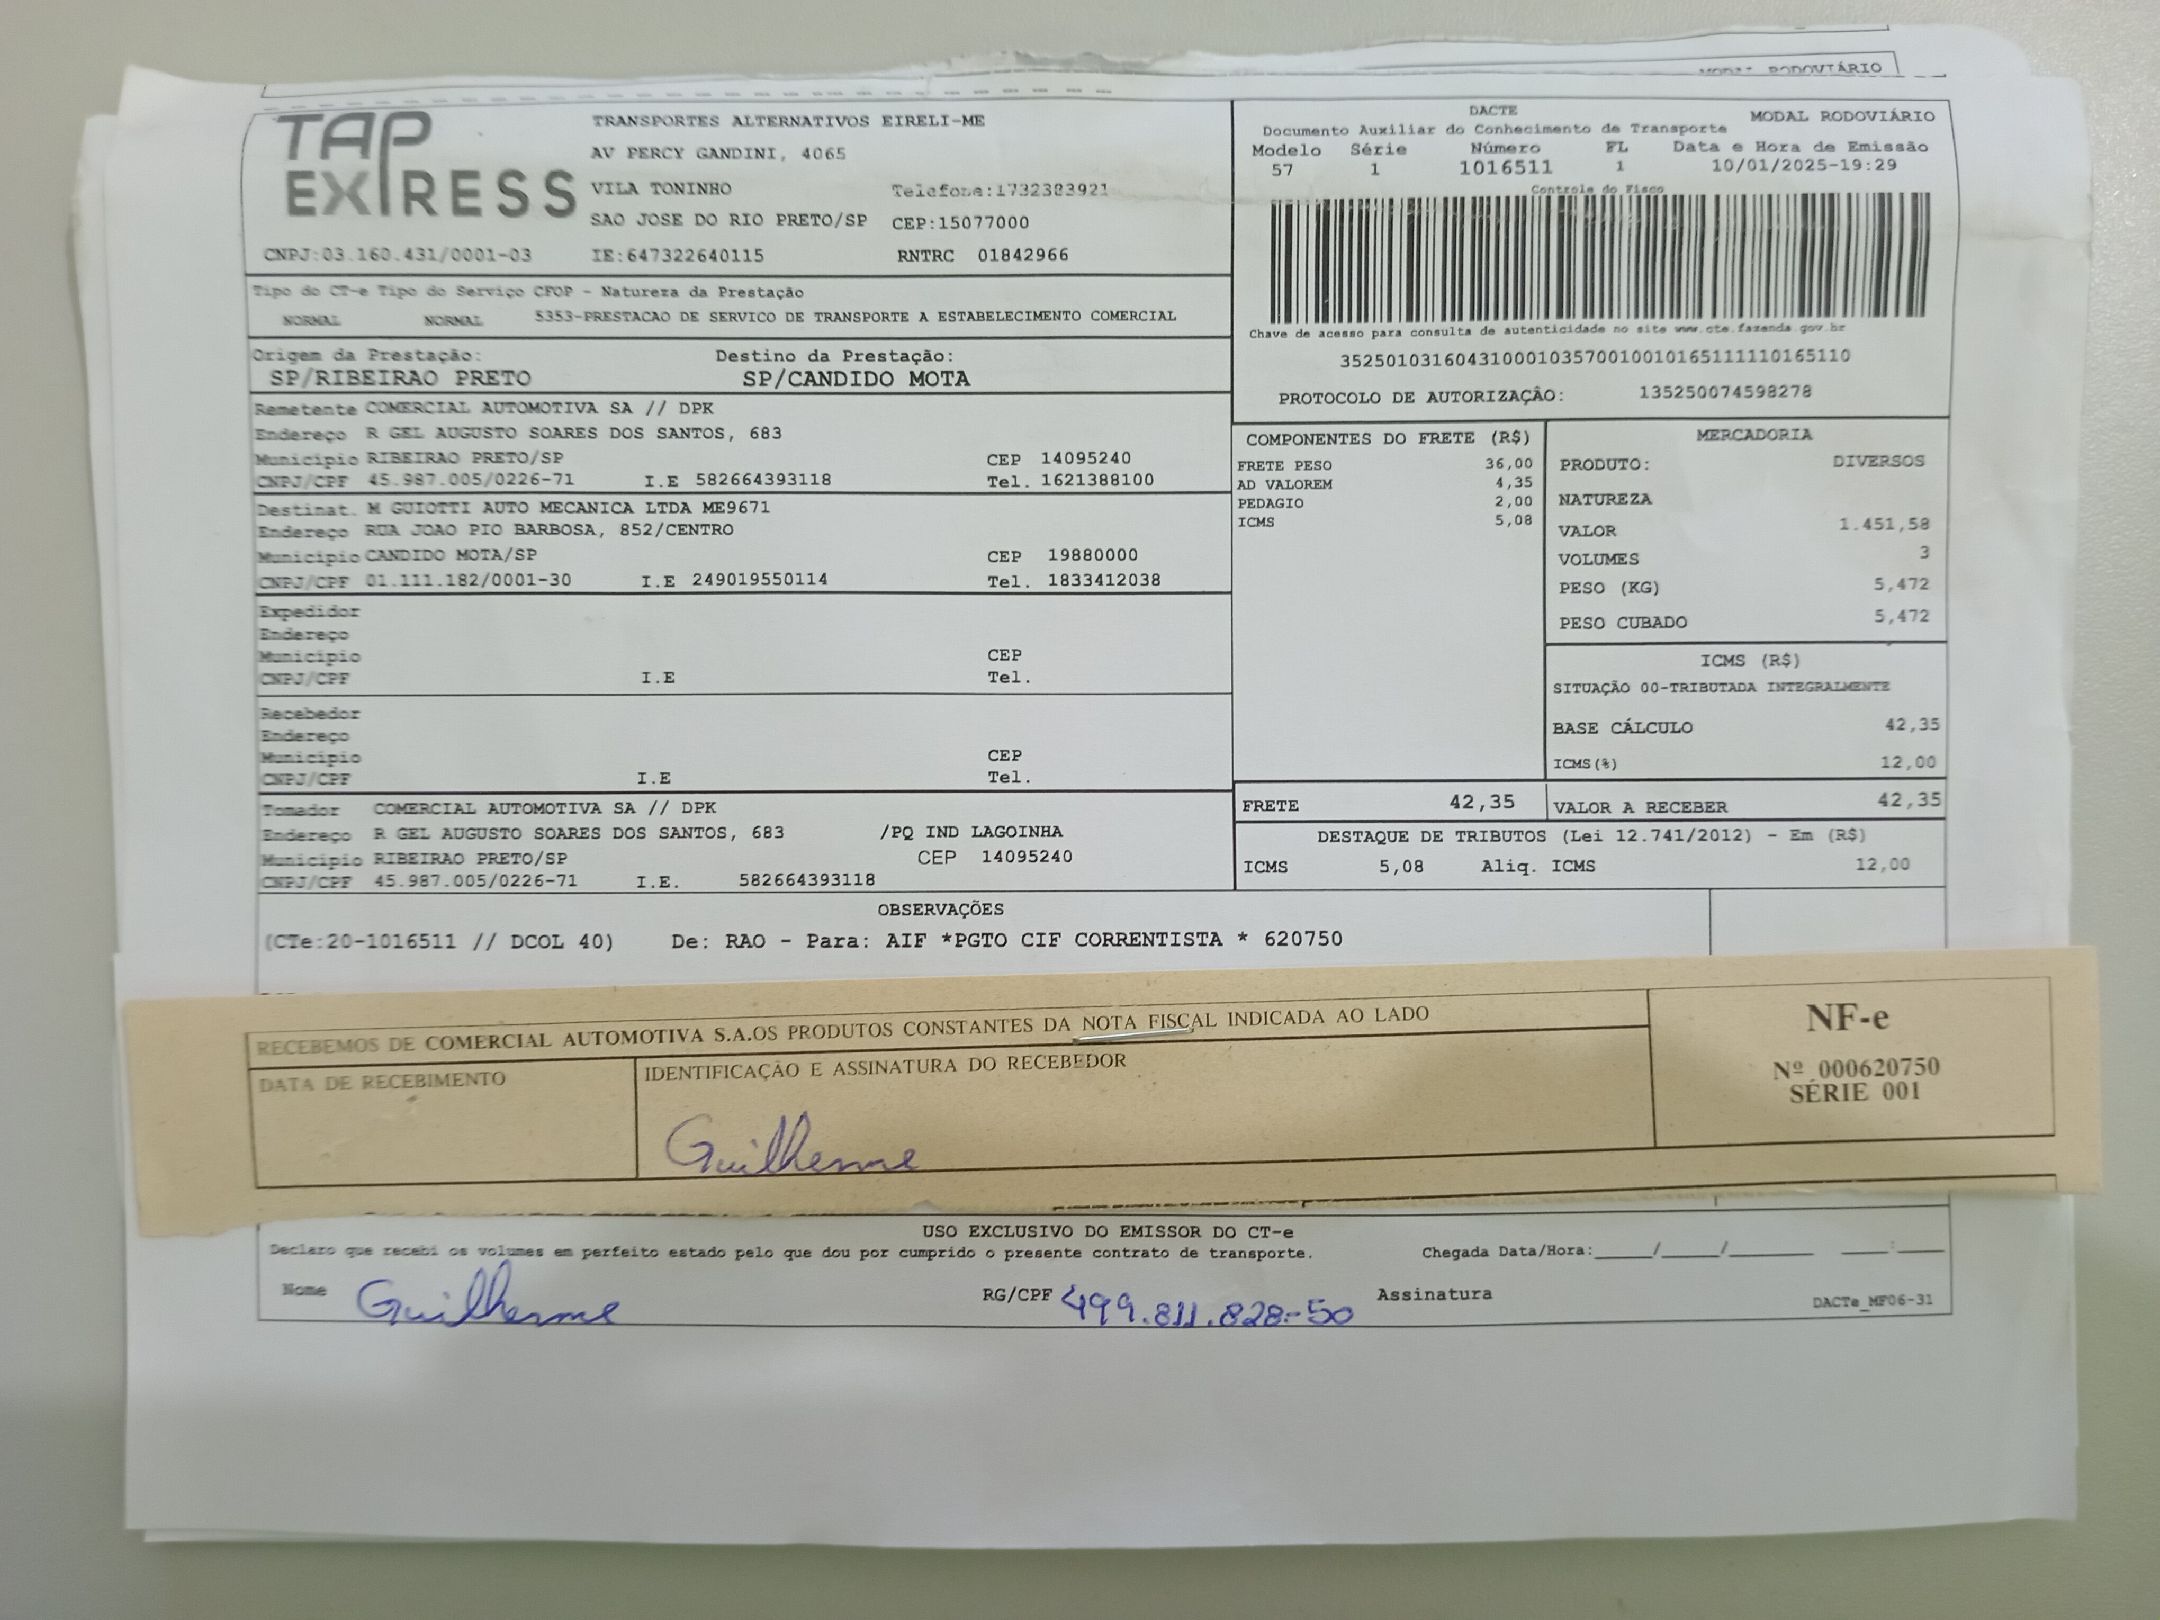 MODAL RODOVIÁRIO
TAP EXPRESS
TRANSPORTES ALTERNATIVOS EIRELI-ME
AV PERCY GANDINI, 4065
VILA TONINHO Telefone:1732383921
SAO JOSE DO RIO PRETO/SP CEP:15077000
CNPJ:03.160.431/0001-03 IE:647322640115 RNTRC 01842966
DACTE MODAL RODOVIÁRIO
Documento Auxiliar do Conhecimento de Transporte
Modelo Série Número FL Data e Hora de Emissão
57 1 1016511 1 10/01/2025-19:29
Controle do Fisco
Chave de acesso para consulta de autenticidade no site www.cte.fazenda.gov.br
35250103160431000103570010010165111110165110
PROTOCOLO DE AUTORIZAÇÂO: 135250074598278
Tipo do CT-e Tipo do Serviço CFOP - Natureza da Prestação
NORMAL NORMAL 5353-PRESTACAO DE SERVICO DE TRANSPORTE A ESTABELECIMENTO COMERCIAL
Origem da Prestação: Destino da Prestação:
SP/RIBEIRAO PRETO SP/CANDIDO MOTA
Remetente COMERCIAL AUTOMOTIVA SA // DPK
Endereço R GEL AUGUSTO SOARES DOS SANTOS, 683
Município RIBEIRAO PRETO/SP CEP 14095240
CNPJ/CPF 45.987.005/0226-71 I.E 582664393118 Tel. 1621388100
Destinat. M GUIOTTI AUTO MECANICA LTDA ME9671
Endereço RUA JOAO PIO BARBOSA, 852/CENTRO
Município CANDIDO MOTA/SP CEP 19880000
CNPJ/CPF 01.111.182/0001-30 I.E 249019550114 Tel. 1833412038
Expedidor
Endereço
Município CEP
CNPJ/CPF I.E Tel.
Recebedor
Endereço
Município CEP
CNPJ/CPF I.E Tel.
Tomador COMERCIAL AUTOMOTIVA SA // DPK
Endereço R GEL AUGUSTO SOARES DOS SANTOS, 683 /PQ IND LAGOINHA
Município RIBEIRAO PRETO/SP CEP 14095240
CNPJ/CPF 45.987.005/0226-71 I.E. 582664393118
COMPONENTES DO FRETE (R$)
FRETE PESO 36,00
AD VALOREM 4,35
PEDAGIO 2,00
ICMS 5,08
MERCADORIA
PRODUTO: DIVERSOS
NATUREZA
VALOR 1.451,58
VOLUMES 3
PESO (KG) 5,472
PESO CUBADO 5,472
ICMS (R$)
SITUAÇÃO 00-TRIBUTADA INTEGRALMENTE
BASE CÁLCULO 42,35
ICMS(%) 12,00
FRETE 42,35 VALOR A RECEBER 42,35
DESTAQUE DE TRIBUTOS (Lei 12.741/2012) - Em (R$)
ICMS 5,08 Aliq. ICMS 12,00
OBSERVAÇÕES
(CTe:20-1016511 // DCOL 40) De: RAO - Para: AIF *PGTO CIF CORRENTISTA * 620750
RECEBEMOS DE COMERCIAL AUTOMOTIVA S.A.OS PRODUTOS CONSTANTES DA NOTA FISCAL INDICADA AO LADO
DATA DE RECEBIMENTO IDENTIFICAÇÃO E ASSINATURA DO RECEBEDOR
Guilherme
NF-e
Nº 000620750
SÉRIE 001
USO EXCLUSIVO DO EMISSOR DO CT-e
Declaro que recebi os volumes em perfeito estado pelo que dou por cumprido o presente contrato de transporte. Chegada Data/Hora:_____/_____/_______ ____:____
Nome Guilherme RG/CPF 499.811.828-50 Assinatura
DACTe_MF06-31